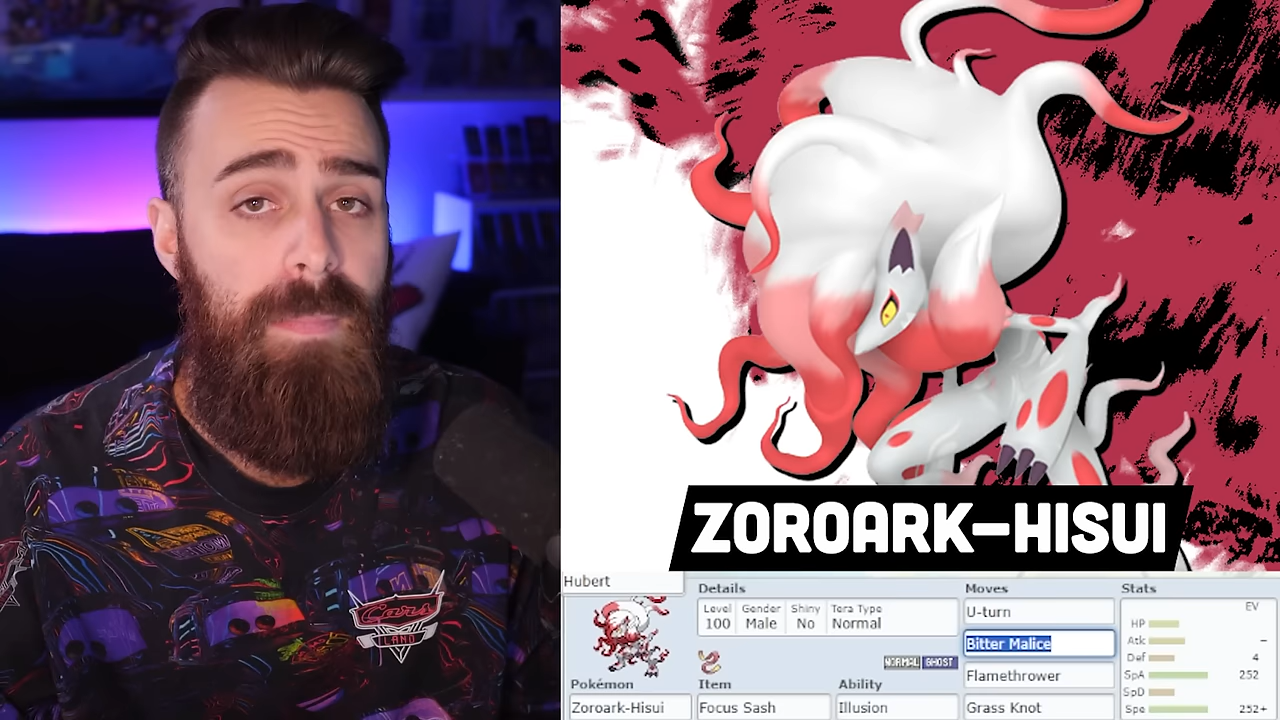 ZOROARK-HISUI
Hubert
Details
Level Gender Shiny Tera Type
100 Male No Normal
NORMAL GHOST
Pokémon Item Ability
Zoroark-Hisui Focus Sash Illusion
Moves
U-turn
Bitter Malice
Flamethrower
Grass Knot
Stats
EV
HP
Atk –
Def 4
SpA 252
SpD
Spe 252+
Cars
LAND